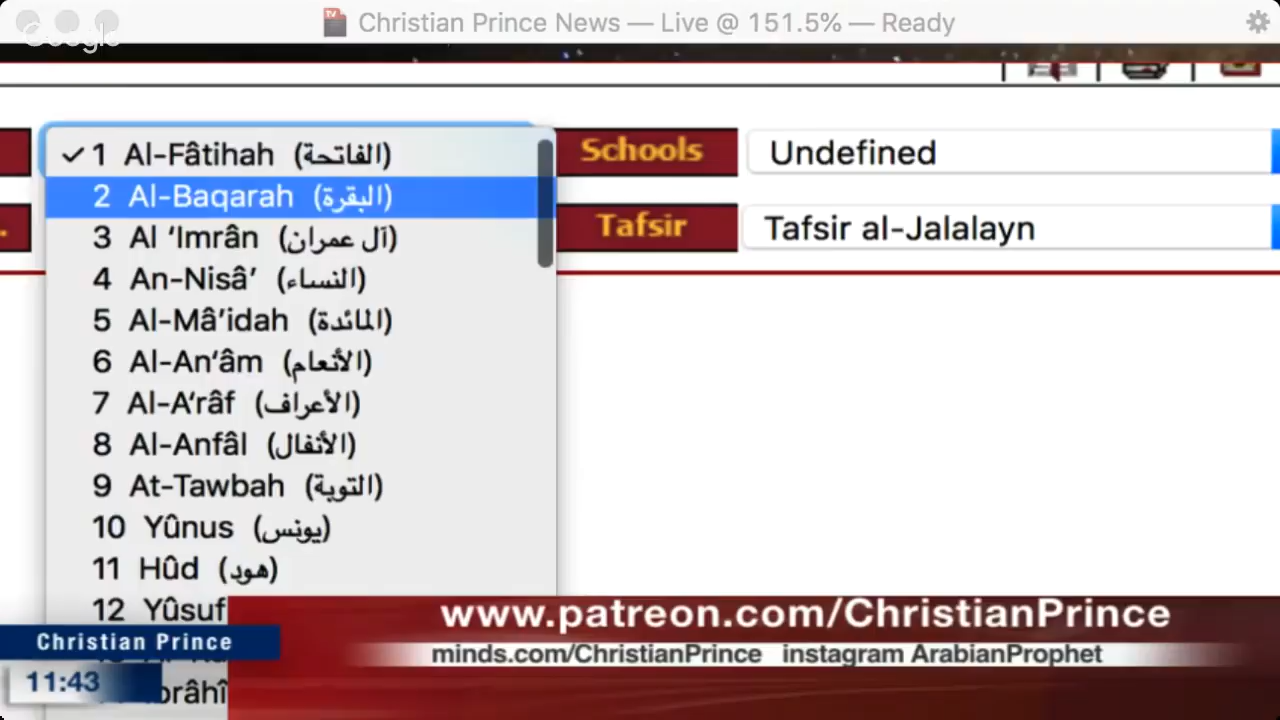 Christian Prince News — Live @ 151.5% — Ready
Google
✓ 1 Al-Fâtihah (الفاتحة)
2 Al-Baqarah (البقرة)
3 Al ‘Imrân (آل عمران)
4 An-Nisâ’ (النساء)
5 Al-Mâ’idah (المائدة)
6 Al-An‘âm (الأنعام)
7 Al-A‘râf (الأعراف)
8 Al-Anfâl (الأنفال)
9 At-Tawbah (التوبة)
10 Yûnus (يونس)
11 Hûd (هود)
12 Yûsuf
Schools
Undefined
Tafsir
Tafsir al-Jalalayn
www.patreon.com/ChristianPrince
Christian Prince
minds.com/ChristianPrince instagram ArabianProphet
11:43